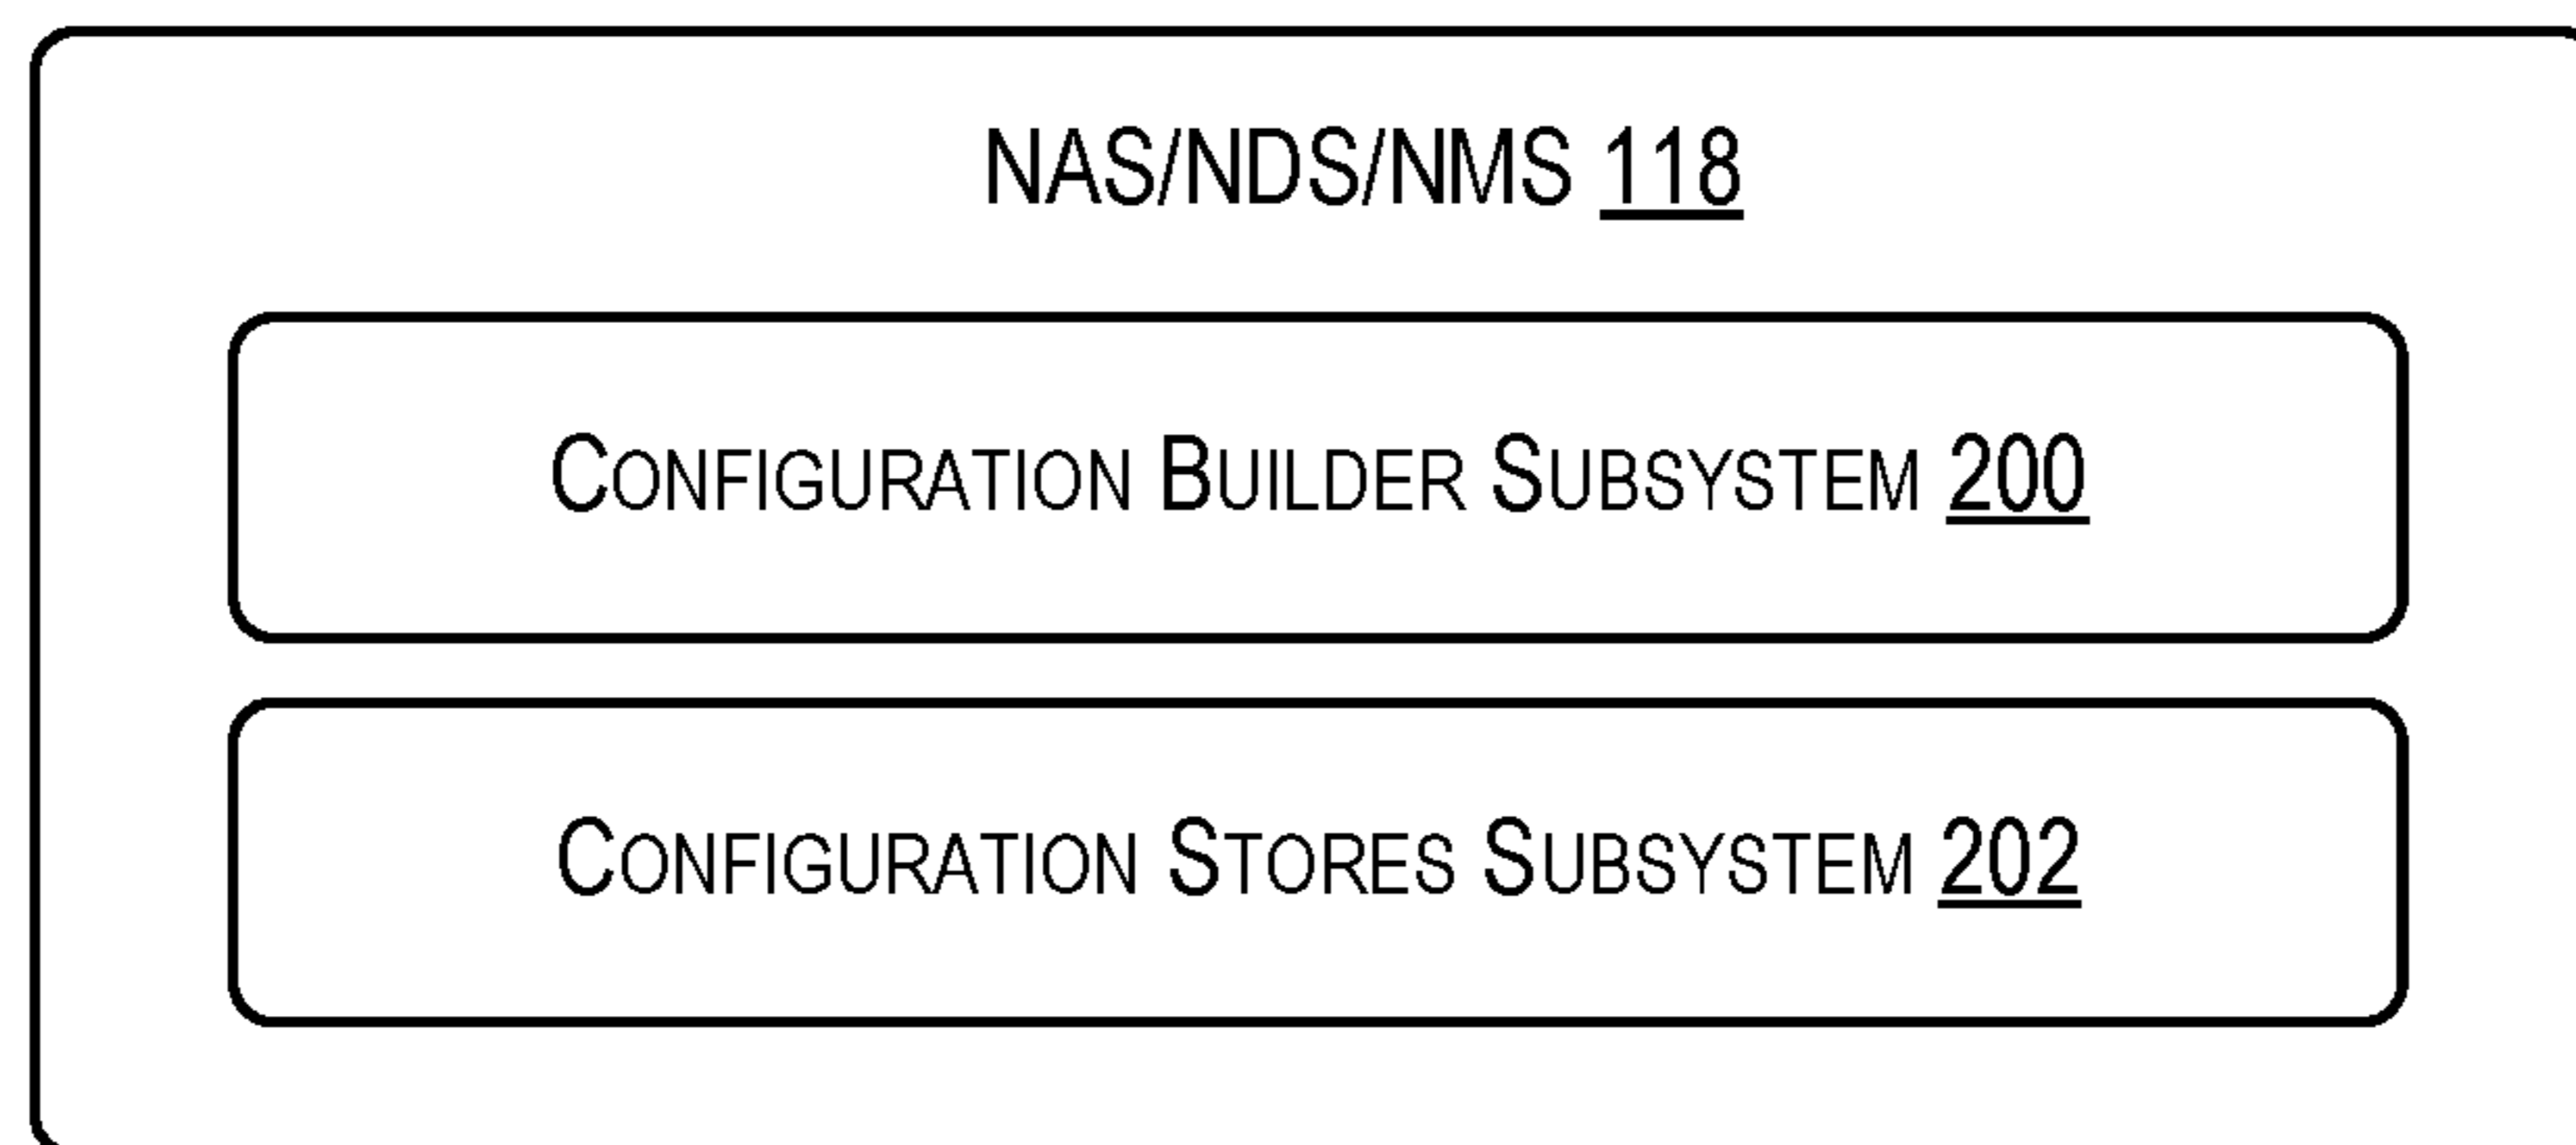 NAS/NDS/NMS 118
Configuration Builder Subsystem 200
Configuration Stores Subsystem 202